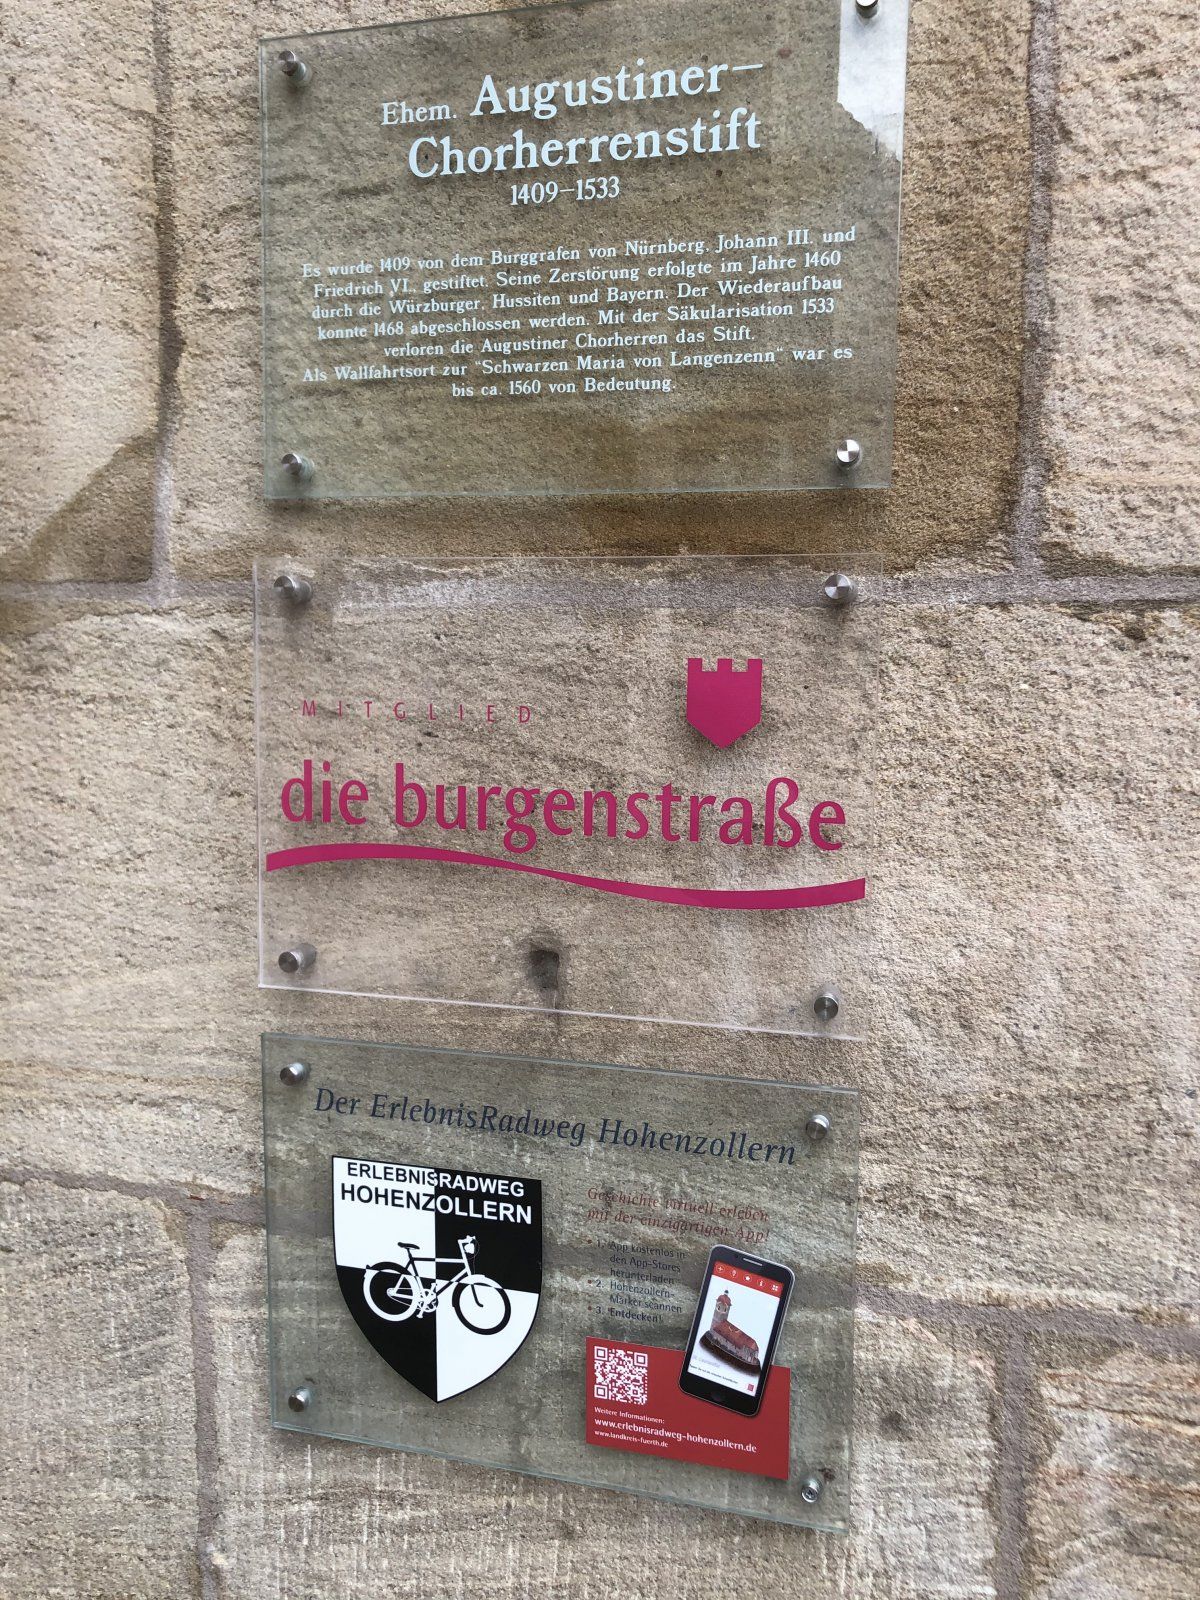 Ehem. Augustiner-
Chorherrenstift
1409-1533
Es wurde 1409 von dem Burggrafen von Nürnberg, Johann III. und
Friedrich VI., gestiftet. Seine Zerstörung erfolgte im Jahre 1460
durch die Würzburger, Hussiten und Bayern. Der Wiederaufbau
konnte 1468 abgeschlossen werden. Mit der Säkularisation 1533
verloren die Augustiner Chorherren das Stift.
Als Wallfahrtsort zur "Schwarzen Maria von Langenzenn" war es
bis ca. 1560 von Bedeutung.
MITGLIED
die burgenstraße
Der ErlebnisRadweg Hohenzollern
ERLEBNISRADWEG
HOHENZOLLERN
Geschichte virtuell erleben
mit der einzigartigen App!
• 1. App kostenlos in
den App-Stores
herunterladen
• 2. Hohenzollern-
Marker scannen
• 3. Entdecken!
Weitere Informationen:
www.erlebnisradweg-hohenzollern.de
www.landkreis-fuerth.de